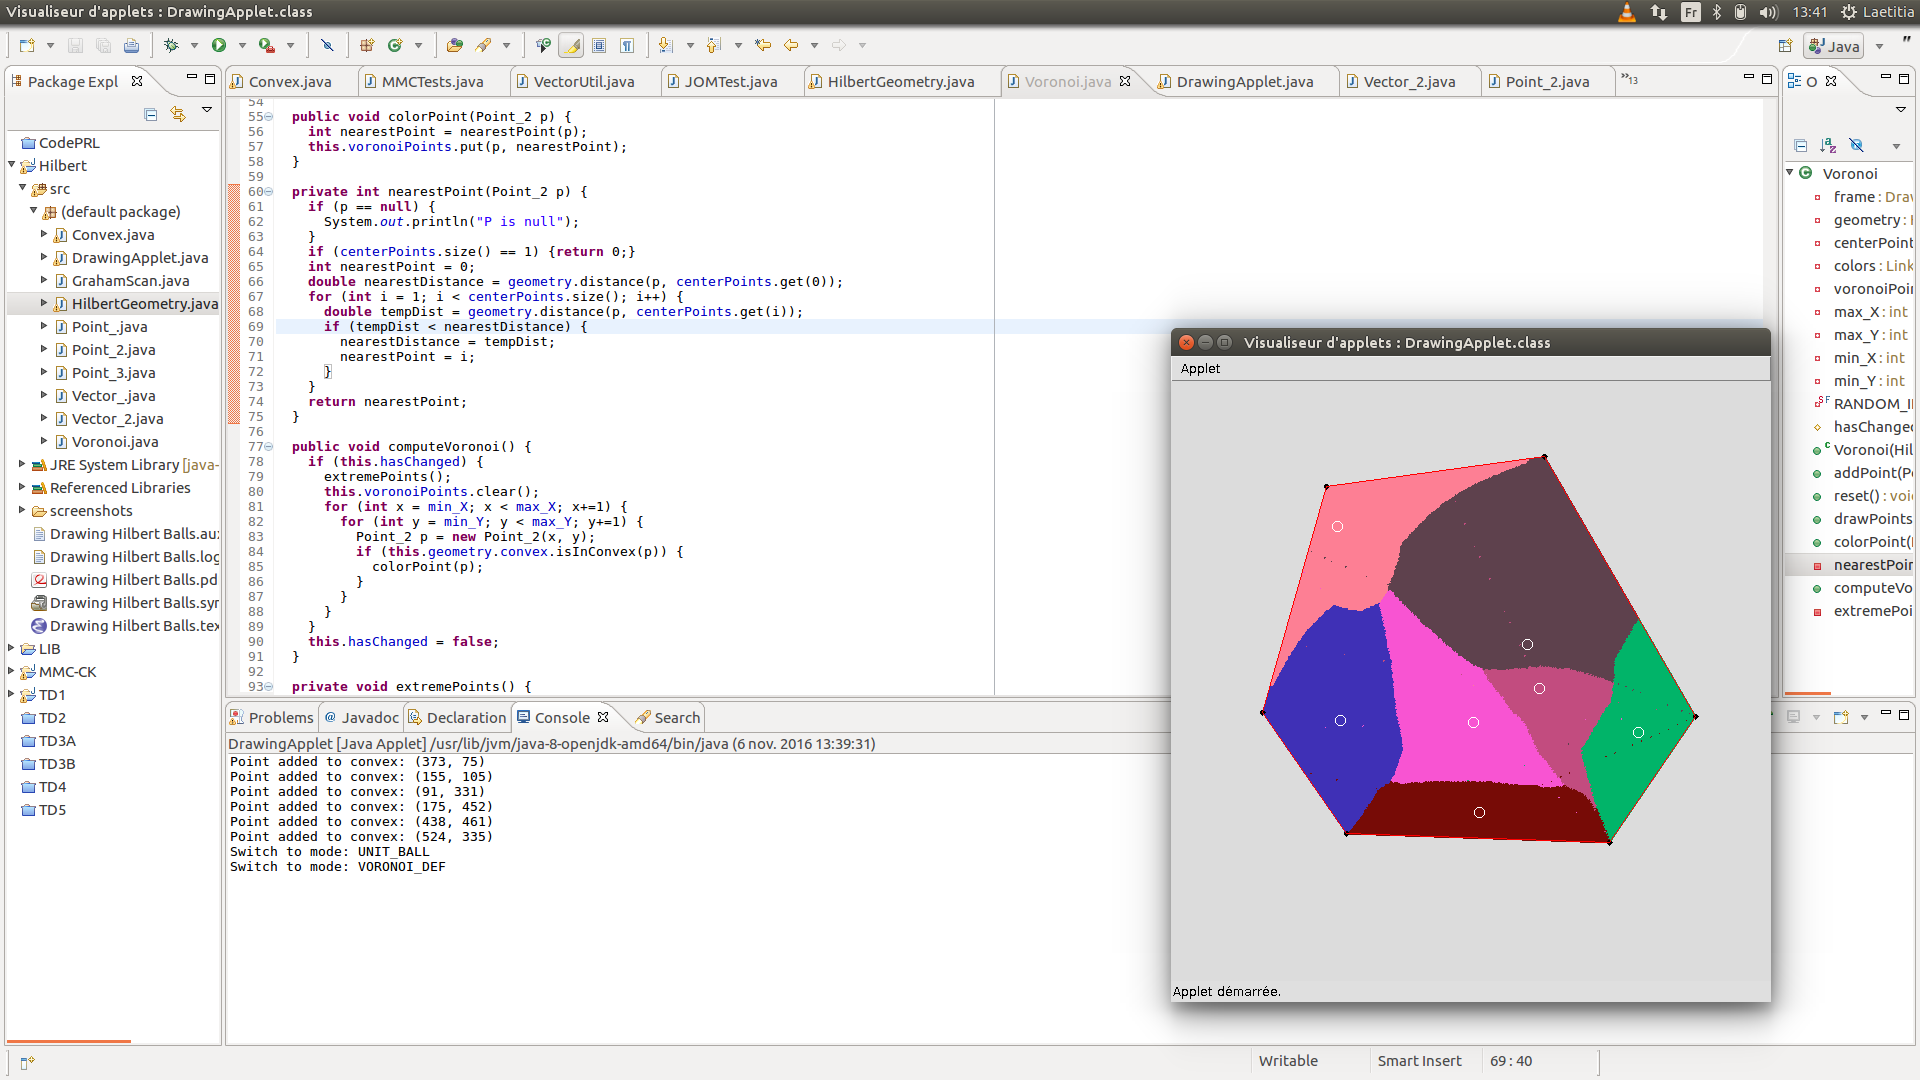 Visualiseur d'applets : DrawingApplet.class
Fr
13:41
Laetitia
Java
Package Expl
Convex.java
MMCTests.java
VectorUtil.java
JOMTest.java
HilbertGeometry.java
Voronoi.java
DrawingApplet.java
Vector_2.java
Point_2.java
»13
O
CodePRL
Hilbert
src
(default package)
Convex.java
DrawingApplet.java
GrahamScan.java
HilbertGeometry.java
Point_.java
Point_2.java
Point_3.java
Vector_.java
Vector_2.java
Voronoi.java
JRE System Library [java-
Referenced Libraries
screenshots
Drawing Hilbert Balls.au
Drawing Hilbert Balls.log
Drawing Hilbert Balls.pd
Drawing Hilbert Balls.syn
Drawing Hilbert Balls.tex
LIB
MMC-CK
TD1
TD2
TD3A
TD3B
TD4
TD5
54
55 public void colorPoint(Point_2 p) {
56 int nearestPoint = nearestPoint(p);
57 this.voronoiPoints.put(p, nearestPoint);
58 }
59
60 private int nearestPoint(Point_2 p) {
61 if (p == null) {
62 System.out.println("P is null");
63 }
64 if (centerPoints.size() == 1) {return 0;}
65 int nearestPoint = 0;
66 double nearestDistance = geometry.distance(p, centerPoints.get(0));
67 for (int i = 1; i < centerPoints.size(); i++) {
68 double tempDist = geometry.distance(p, centerPoints.get(i));
69 if (tempDist < nearestDistance) {
70 nearestDistance = tempDist;
71 nearestPoint = i;
72 }
73 }
74 return nearestPoint;
75 }
76
77 public void computeVoronoi() {
78 if (this.hasChanged) {
79 extremePoints();
80 this.voronoiPoints.clear();
81 for (int x = min_X; x < max_X; x+=1) {
82 for (int y = min_Y; y < max_Y; y+=1) {
83 Point_2 p = new Point_2(x, y);
84 if (this.geometry.convex.isInConvex(p)) {
85 colorPoint(p);
86 }
87 }
88 }
89 }
90 this.hasChanged = false;
91 }
92
93 private void extremePoints() {
Voronoi
frame : Drav
geometry :
centerPoint
colors : Link
voronoiPoin
max_X : int
max_Y : int
min_X : int
min_Y : int
RANDOM_I
hasChanged
Voronoi(Hil
addPoint(P
reset() : voi
drawPoints
colorPoint(
nearestPoin
computeVo
extremePoi
Visualiseur d'applets : DrawingApplet.class
Applet
Applet démarrée.
Problems
Javadoc
Declaration
Console
Search
DrawingApplet [Java Applet] /usr/lib/jvm/java-8-openjdk-amd64/bin/java (6 nov. 2016 13:39:31)
Point added to convex: (373, 75)
Point added to convex: (155, 105)
Point added to convex: (91, 331)
Point added to convex: (175, 452)
Point added to convex: (438, 461)
Point added to convex: (524, 335)
Switch to mode: UNIT_BALL
Switch to mode: VORONOI_DEF
Writable
Smart Insert
69 : 40